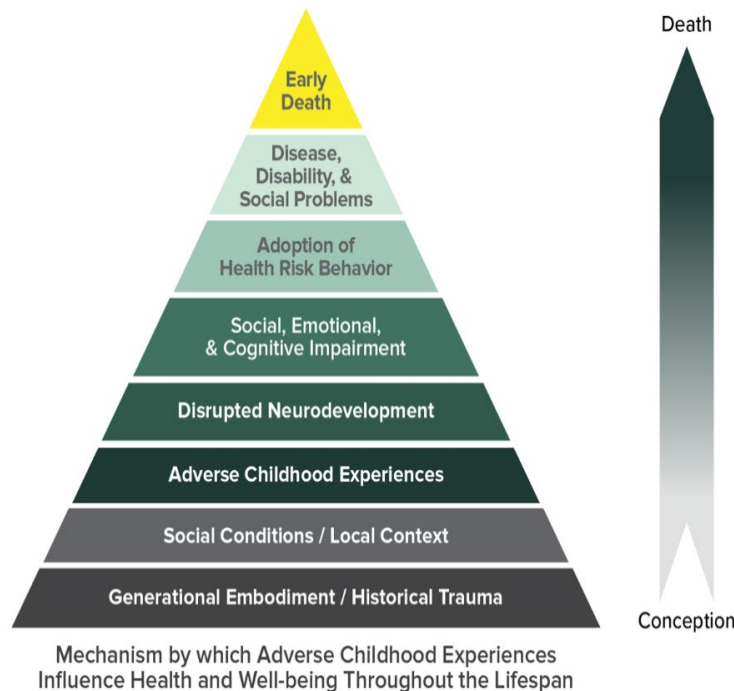 Death
Early
Death
Disease,
Disability, &
Social Problems
Adoption of
Health Risk Behavior
Social, Emotional,
& Cognitive Impairment
Disrupted Neurodevelopment
Adverse Childhood Experiences
Social Conditions / Local Context
Generational Embodiment / Historical Trauma
Conception
Mechanism by which Adverse Childhood Experiences
Influence Health and Well-being Throughout the Lifespan